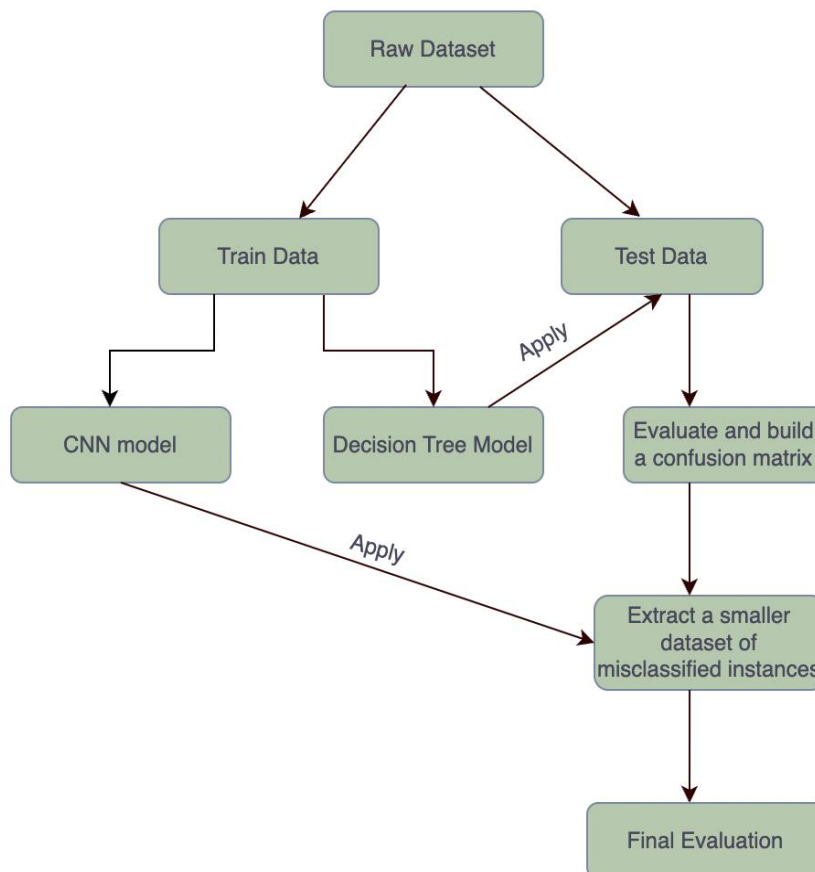 Raw Dataset
Train Data
Test Data
Apply
CNN model
Decision Tree Model
Evaluate and build
a confusion matrix
Apply
Extract a smaller
dataset of
misclassified instances
Final Evaluation